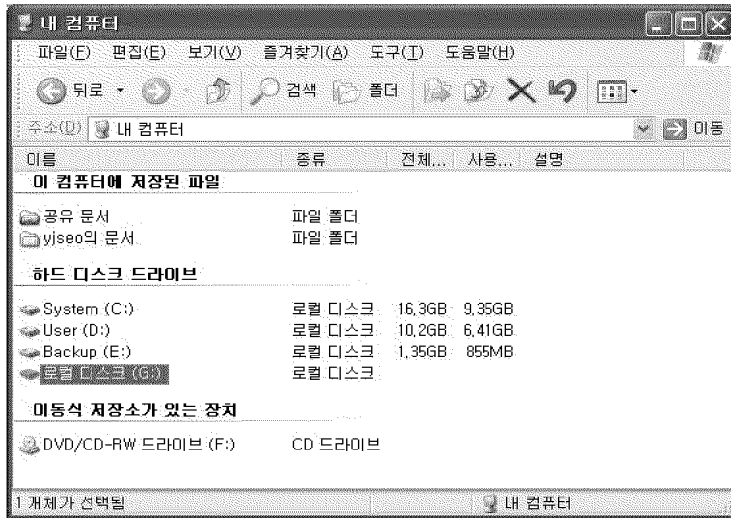 내 컴퓨터
파일(F) 편집(E) 보기(V) 즐겨찾기(A) 도구(T) 도움말(H)
뒤로 검색 폴더
주소(D) 내 컴퓨터 이동
이름 종류 전체... 사용... 설명
이 컴퓨터에 저장된 파일
공유 문서 파일 폴더
yjseo의 문서 파일 폴더
하드 디스크 드라이브
System (C:) 로컬 디스크 16,3GB 9,35GB
User (D:) 로컬 디스크 10,2GB 6,41GB
Backup (E:) 로컬 디스크 1,35GB 855MB
로컬 디스크 (G:) 로컬 디스크
이동식 저장소가 있는 장치
DVD/CD-RW 드라이브 (F:) CD 드라이브
1 개체가 선택됨 내 컴퓨터